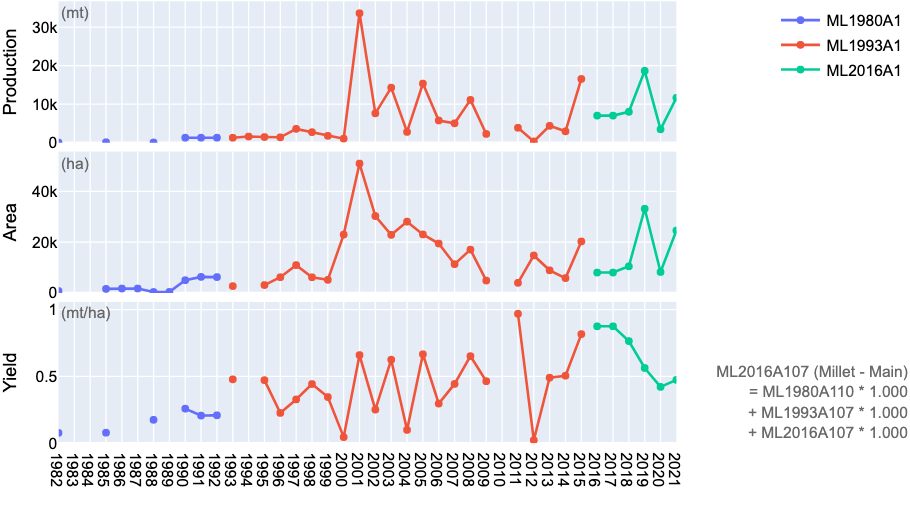 (mt)
Production
30k
20k
10k
0
ML1980A1
ML1993A1
ML2016A1
(ha)
Area
40k
20k
0
(mt/ha)
Yield
1
0.5
0
1982
1983
1984
1985
1986
1987
1988
1989
1990
1991
1992
1993
1994
1995
1996
1997
1998
1999
2000
2001
2002
2003
2004
2005
2006
2007
2008
2009
2010
2011
2012
2013
2014
2015
2016
2017
2018
2019
2020
2021
ML2016A107 (Millet - Main)
= ML1980A110 * 1.000
+ ML1993A107 * 1.000
+ ML2016A107 * 1.000